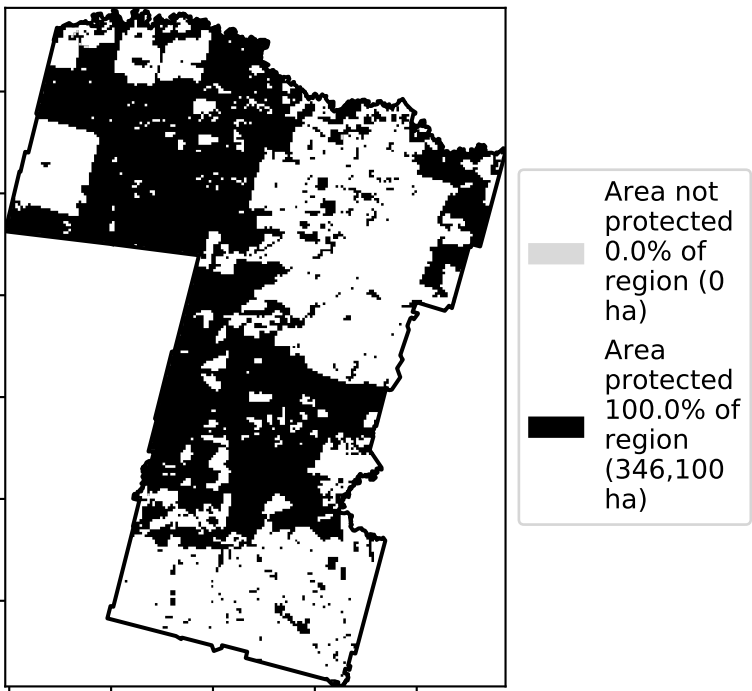 Area not
protected
0.0% of
region (0
ha)
Area
protected
100.0% of
region
(346,100
ha)